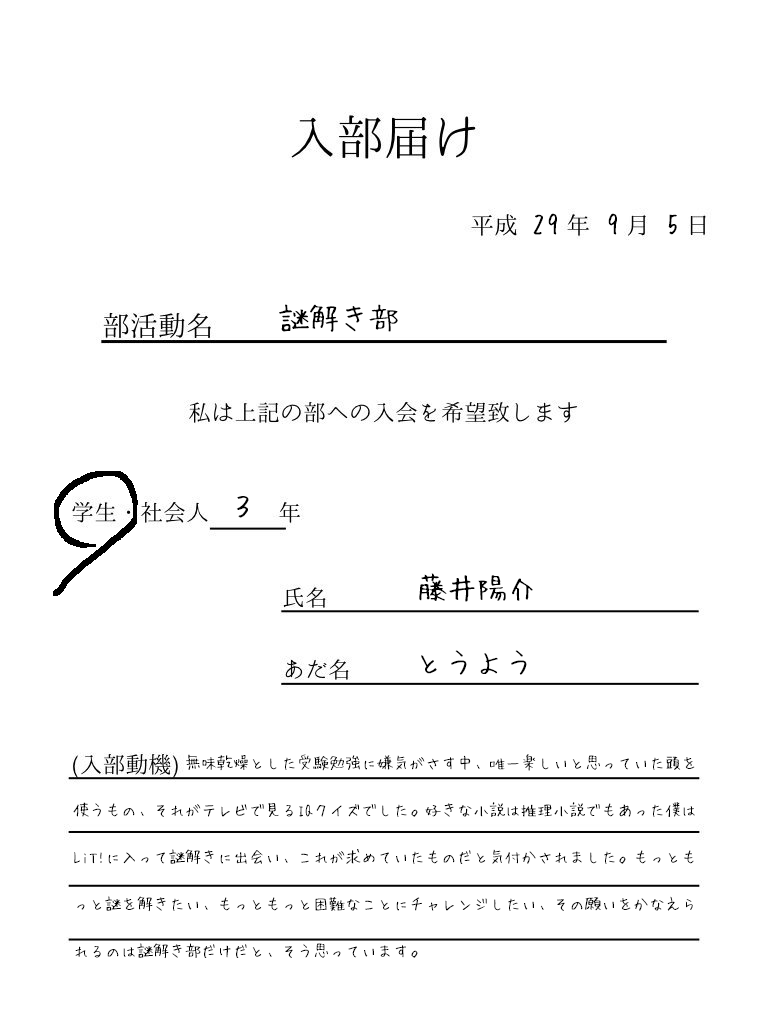 入部届け
平成 29年 9月 5日
部活動名 謎解き部
私は上記の部への入会を希望致します
学生・社会人 3 年
氏名 藤井陽介
あだ名 とうよう
(入部動機) 無味乾燥とした受験勉強に嫌気がさす中、唯一楽しいと思っていた頭を
使うもの、それがテレビで見るIQクイズでした。好きな小説は推理小説でもあった僕は
LiT!に入って謎解きに出会い、これが求めていたものだと気付かされました。もっとも
っと謎を解きたい、もっともっと困難なことにチャレンジしたい、その願いをかなえら
れるのは謎解き部だけだと、そう思っています。